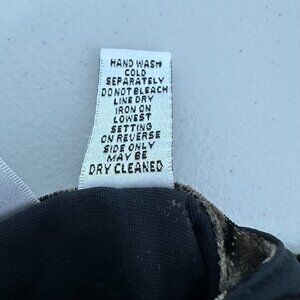 HAND WASH
COLD
SEPARATELY
DO NOT BLEACH
LINE DRY
IRON ON
LOWEST
SETTING
ON REVERSE
SIDE ONLY
MAY BE
DRY CLEANED